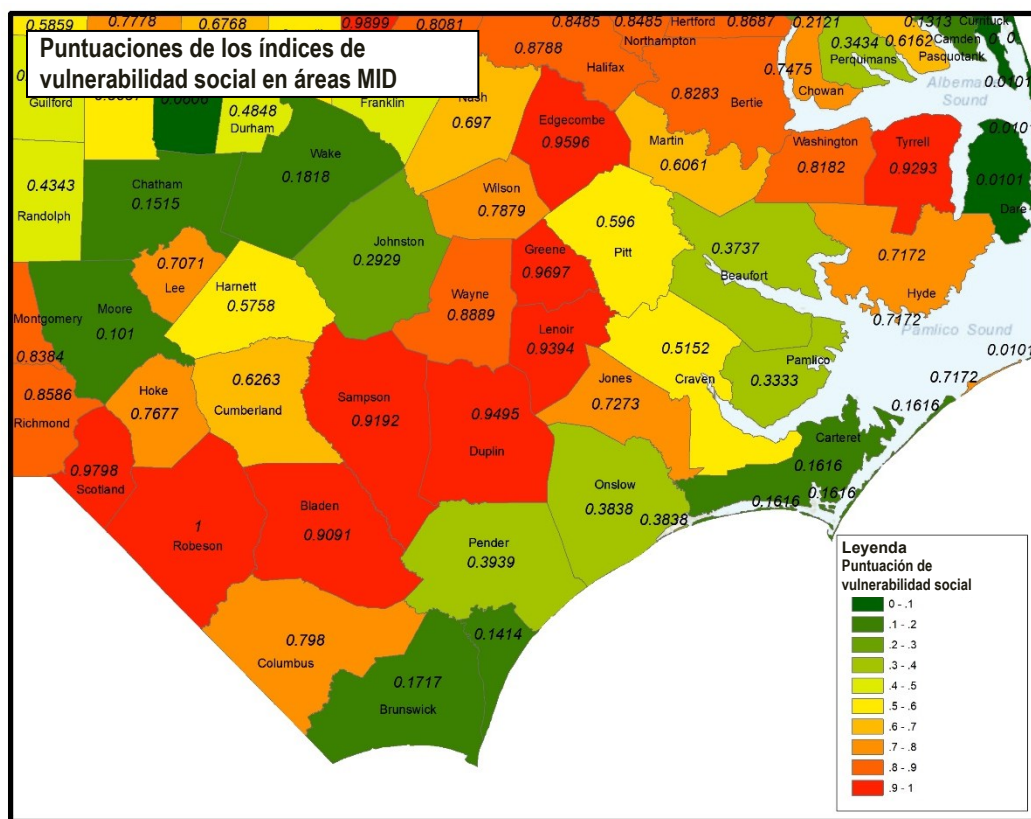 Puntuaciones de los índices de
vulnerabilidad social en áreas MID
0.5859
0.7778
0.6768
0.9899
0.8081
0.8485
0.8485
Hertford
0.8687
0.2121
0.1313
Currituck
Camden
0.6162
Pasquotank
0.3434
Perquimans
Northampton
0.8788
Halifax
0.7475
Chowan
Albemarle
Sound
0.0101
0.8283
Bertie
Guilford
0.4848
Durham
Franklin
Nash
0.697
Edgecombe
0.9596
Martin
0.6061
Washington
0.8182
Tyrrell
0.9293
0.0101
0.0101
Dare
Wake
0.1818
0.4343
Randolph
Chatham
0.1515
Wilson
0.7879
0.596
Pitt
Johnston
0.2929
Greene
0.9697
0.3737
Beaufort
0.7172
Hyde
0.7172
0.7071
Lee
Harnett
0.5758
Moore
0.101
Wayne
0.8889
Montgomery
0.8384
Lenoir
0.9394
0.5152
Craven
Pamlico
0.3333
Pamlico Sound
0.0101
0.8586
Richmond
Hoke
0.7677
0.6263
Cumberland
Sampson
0.9192
0.9495
Duplin
Jones
0.7273
0.7172
0.1616
Carteret
0.1616
0.1616
0.1616
0.9798
Scotland
Onslow
0.3838
0.3838
1
Robeson
Bladen
0.9091
Pender
0.3939
0.798
Columbus
0.1414
0.1717
Brunswick
Leyenda
Puntuación de
vulnerabilidad social
0 - .1
.1 - .2
.2 - .3
.3 - .4
.4 - .5
.5 - .6
.6 - .7
.7 - .8
.8 - .9
.9 - 1